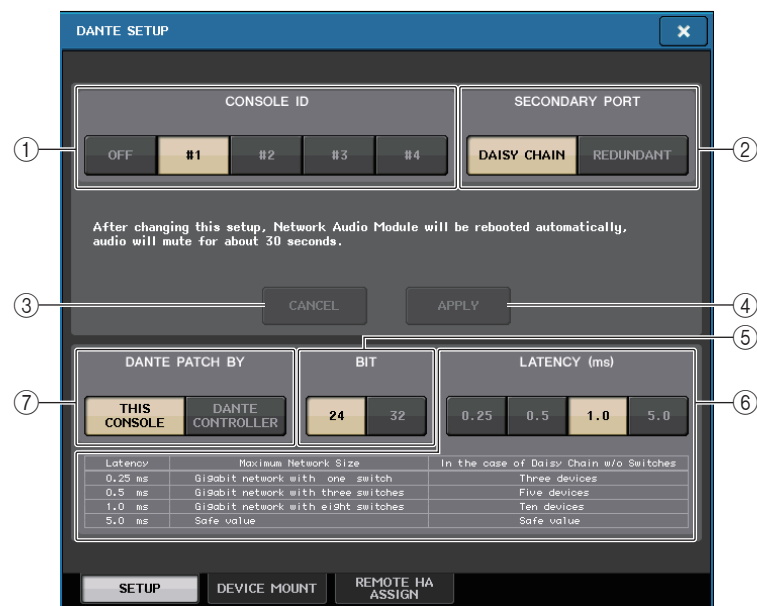 DANTE SETUP
×
CONSOLE ID
SECONDARY PORT
① OFF #1 #2 #3 #4 DAISY CHAIN REDUNDANT ②
After changing this setup, Network Audio Module will be rebooted automatically,
audio will mute for about 30 seconds.
③ CANCEL APPLY ④
⑤
DANTE PATCH BY BIT LATENCY (ms)
⑦ THIS CONSOLE DANTE CONTROLLER 24 32 0.25 0.5 1.0 5.0 ⑥
Latency Maximum Network Size In the case of Daisy Chain w/o Switches
0.25 ms Gigabit network with one switch Three devices
0.5 ms Gigabit network with three switches Five devices
1.0 ms Gigabit network with eight switches Ten devices
5.0 ms Safe value Safe value
SETUP DEVICE MOUNT REMOTE HA ASSIGN